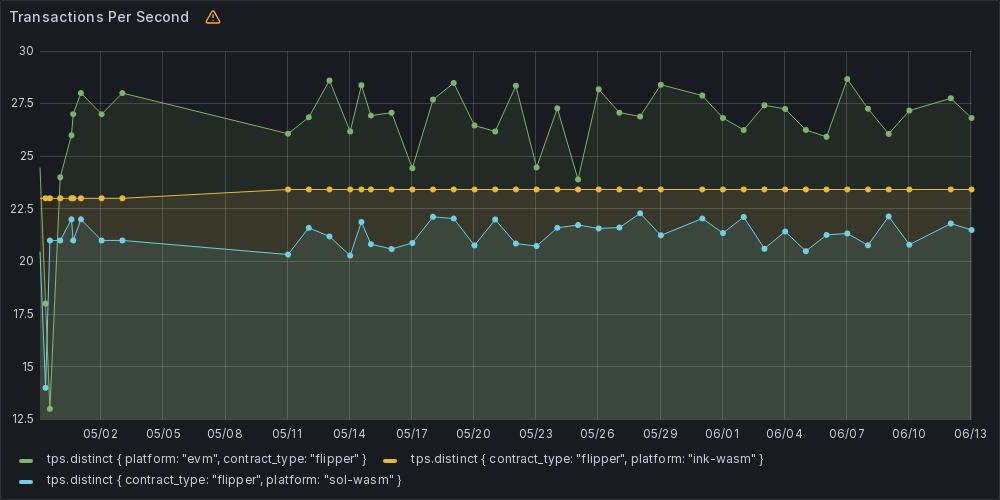 Transactions Per Second
30
27.5
25
22.5
20
17.5
15
12.5
05/02 05/05 05/08 05/11 05/14 05/17 05/20 05/23 05/26 05/29 06/01 06/04 06/07 06/10 06/13
tps.distinct { platform: "evm", contract_type: "flipper" } tps.distinct { contract_type: "flipper", platform: "ink-wasm" }
tps.distinct { contract_type: "flipper", platform: "sol-wasm" }